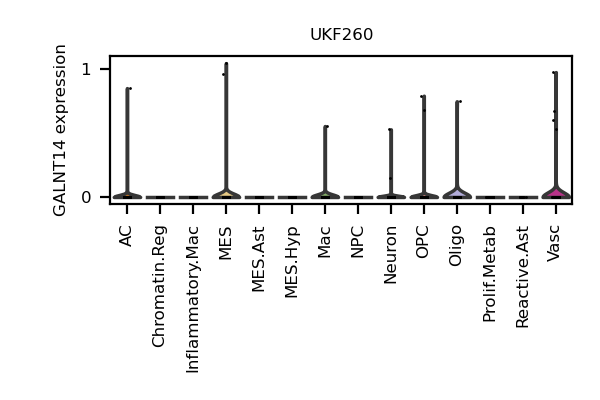 UKF260
GALNT14 expression
1
0
AC
Chromatin.Reg
Inflammatory.Mac
MES
MES.Ast
MES.Hyp
Mac
NPC
Neuron
OPC
Oligo
Prolif.Metab
Reactive.Ast
Vasc